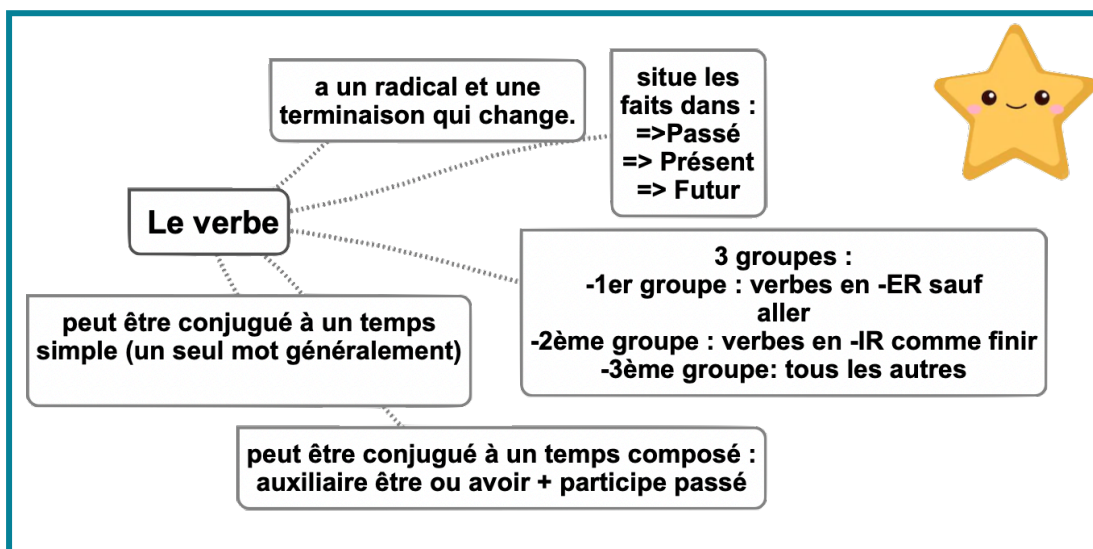 a un radical et une
terminaison qui change.
situe les
faits dans :
=>Passé
=> Présent
=> Futur
Le verbe
3 groupes :
-1er groupe : verbes en -ER sauf
aller
-2ème groupe : verbes en -IR comme finir
-3ème groupe: tous les autres
peut être conjugué à un temps
simple (un seul mot généralement)
peut être conjugué à un temps composé :
auxiliaire être ou avoir + participe passé